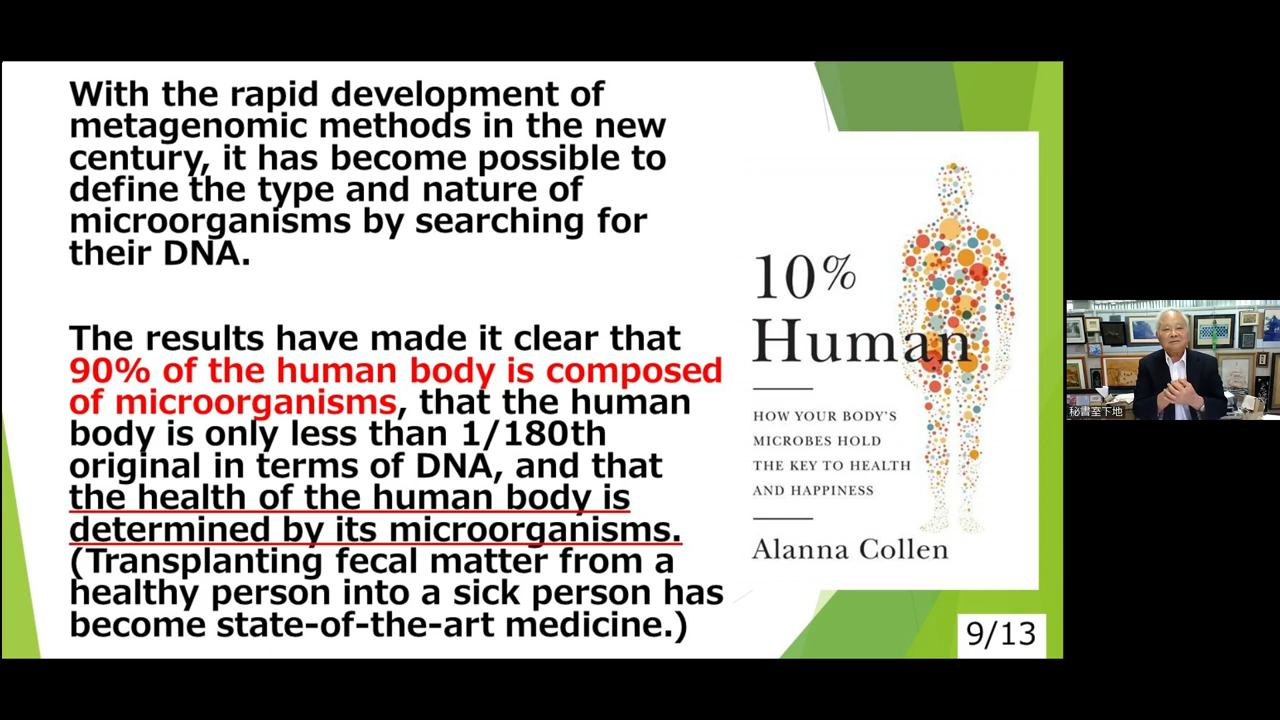 With the rapid development of
metagenomic methods in the new
century, it has become possible to
define the type and nature of
microorganisms by searching for
their DNA.
The results have made it clear that
90% of the human body is composed
of microorganisms, that the human
body is only less than 1/180th
original in terms of DNA, and that
the health of the human body is
determined by its microorganisms.
(Transplanting fecal matter from a
healthy person into a sick person has
become state-of-the-art medicine.)
10%
Human
HOW YOUR BODY'S
MICROBES HOLD
THE KEY TO HEALTH
AND HAPPINESS
Alanna Collen
9/13
秘書室下地